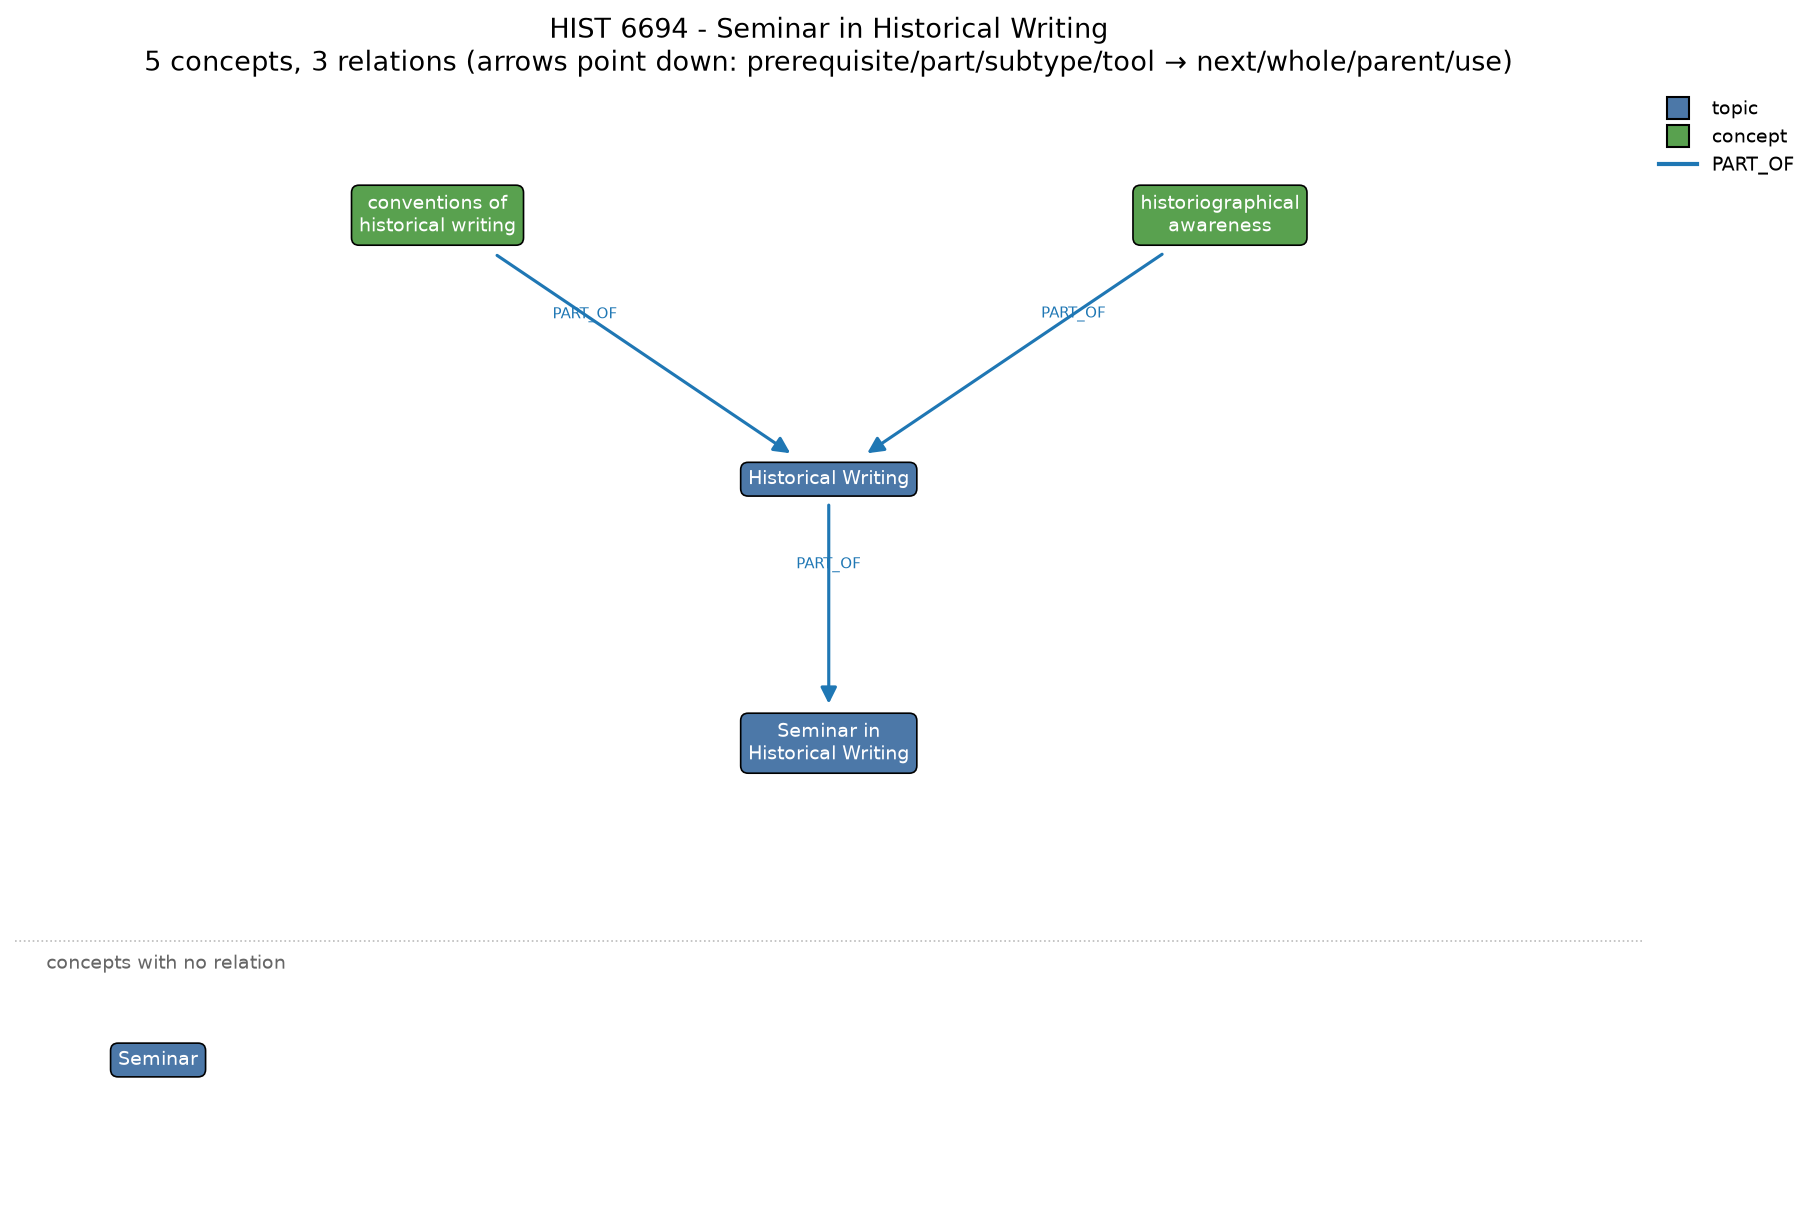 HIST 6694 - Seminar in Historical Writing
5 concepts, 3 relations (arrows point down: prerequisite/part/subtype/tool → next/whole/parent/use)
topic
concept
PART_OF
conventions of
historical writing
historiographical
awareness
PART_OF
PART_OF
Historical Writing
PART_OF
Seminar in
Historical Writing
concepts with no relation
Seminar